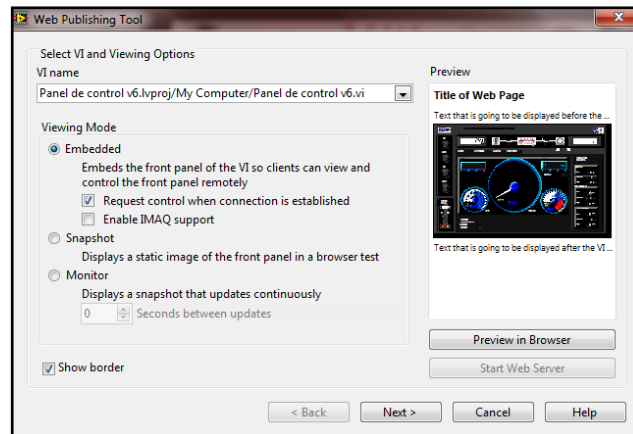 Web Publishing Tool
Select VI and Viewing Options
VI name
Panel de control v6.lvproj/My Computer/Panel de control v6.vi
Viewing Mode
Embedded
Embeds the front panel of the VI so clients can view and
control the front panel remotely
Request control when connection is established
Enable IMAQ support
Snapshot
Displays a static image of the front panel in a browser test
Monitor
Displays a snapshot that updates continuously
0 Seconds between updates
Show border
Preview
Title of Web Page
Text that is going to be displayed before the ...
Text that is going to be displayed after the VI ...
Preview in Browser
Start Web Server
< Back
Next >
Cancel
Help